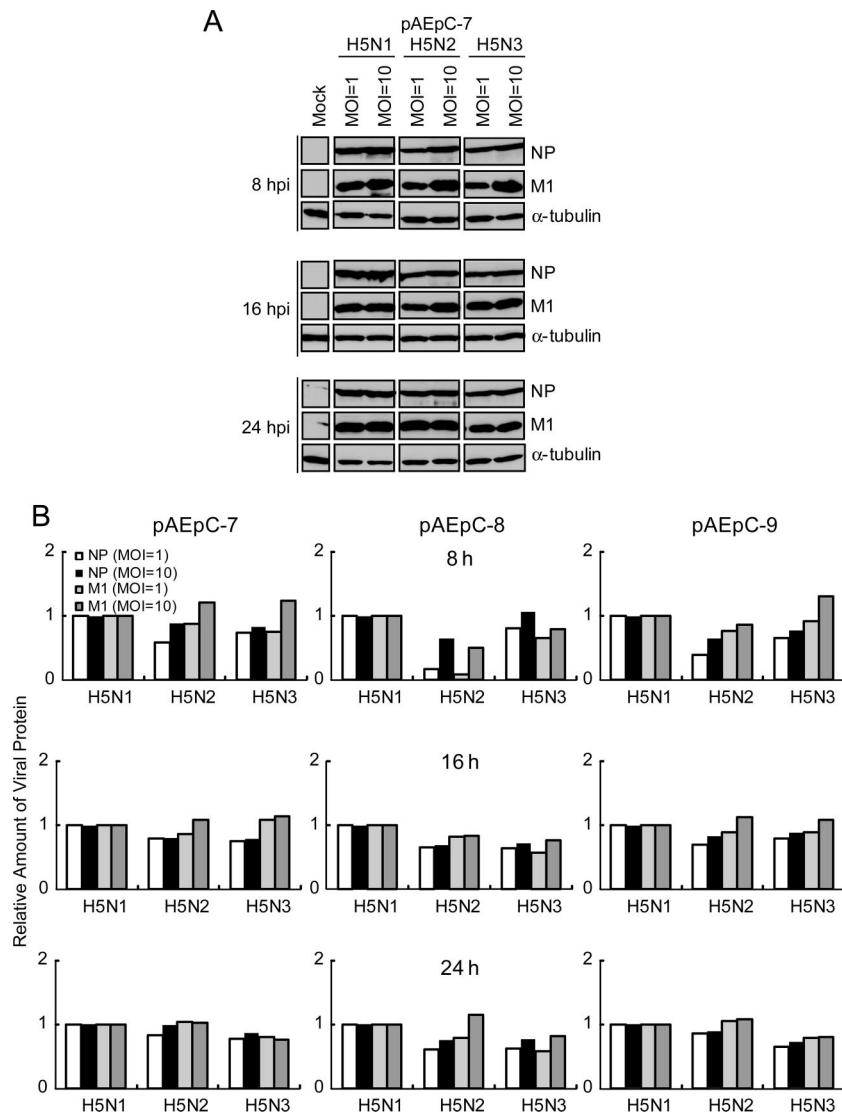 A
pAEpC-7
H5N1 H5N2 H5N3
Mock MOI=1 MOI=10 MOI=1 MOI=10 MOI=1 MOI=10
NP
8 hpi M1
α-tubulin
NP
16 hpi M1
α-tubulin
NP
24 hpi M1
α-tubulin
B
pAEpC-7 pAEpC-8 pAEpC-9
Relative Amount of Viral Protein
8 h
2 2 2
NP (MOI=1)
NP (MOI=10)
M1 (MOI=1)
M1 (MOI=10)
1 1 1
0 0 0
H5N1 H5N2 H5N3 H5N1 H5N2 H5N3 H5N1 H5N2 H5N3
16 h
2 2 2
1 1 1
0 0 0
H5N1 H5N2 H5N3 H5N1 H5N2 H5N3 H5N1 H5N2 H5N3
24 h
2 2 2
1 1 1
0 0 0
H5N1 H5N2 H5N3 H5N1 H5N2 H5N3 H5N1 H5N2 H5N3